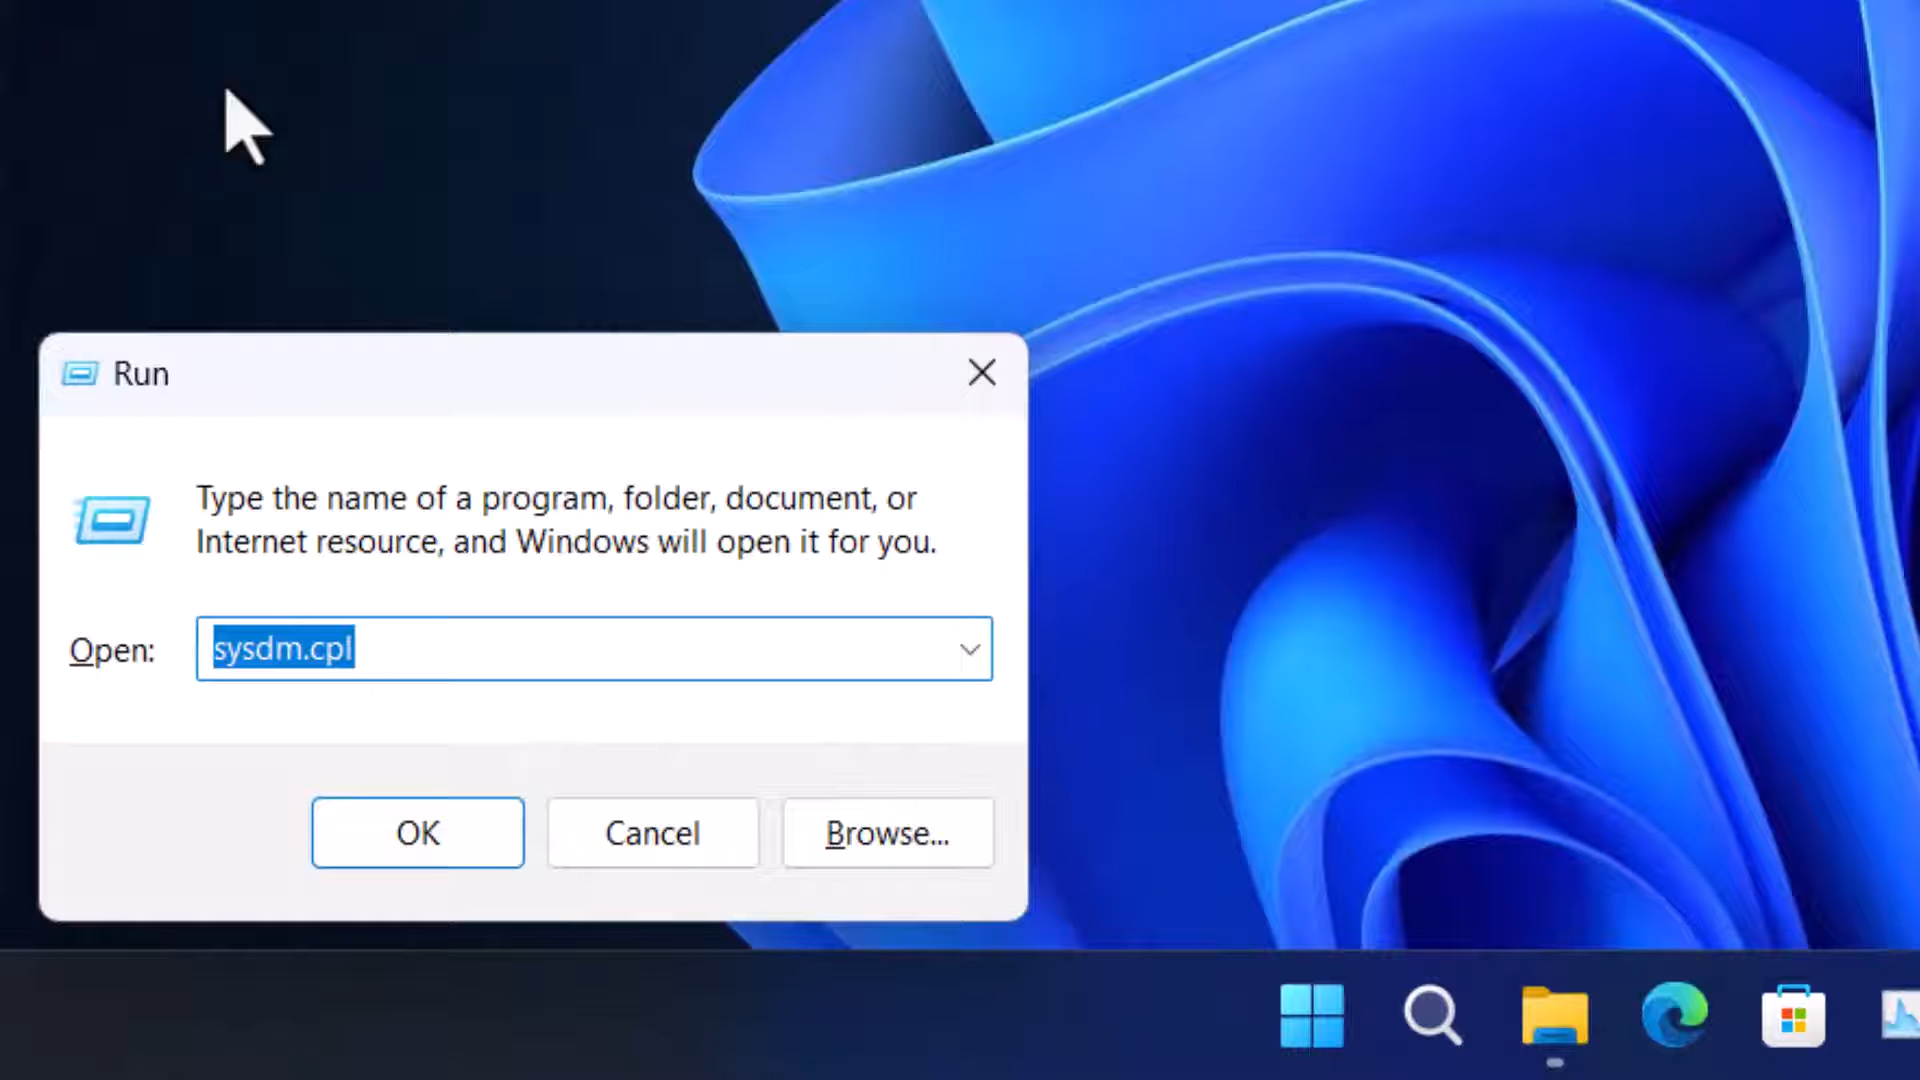 Run
Type the name of a program, folder, document, or
Internet resource, and Windows will open it for you.
Open:
sysdm.cpl
OK
Cancel
Browse...